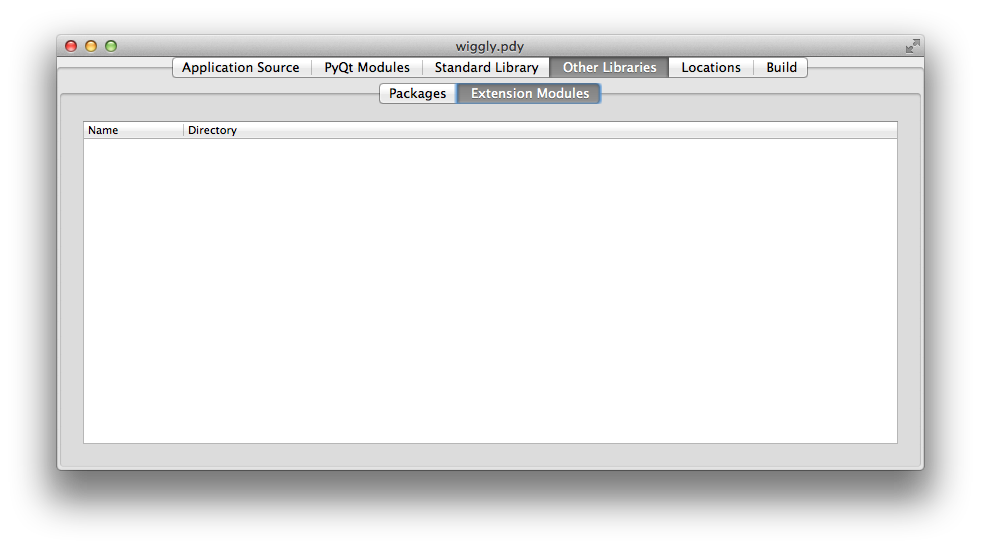 wiggly.pdy
Application Source PyQt Modules Standard Library Other Libraries Locations Build
Packages Extension Modules
Name Directory